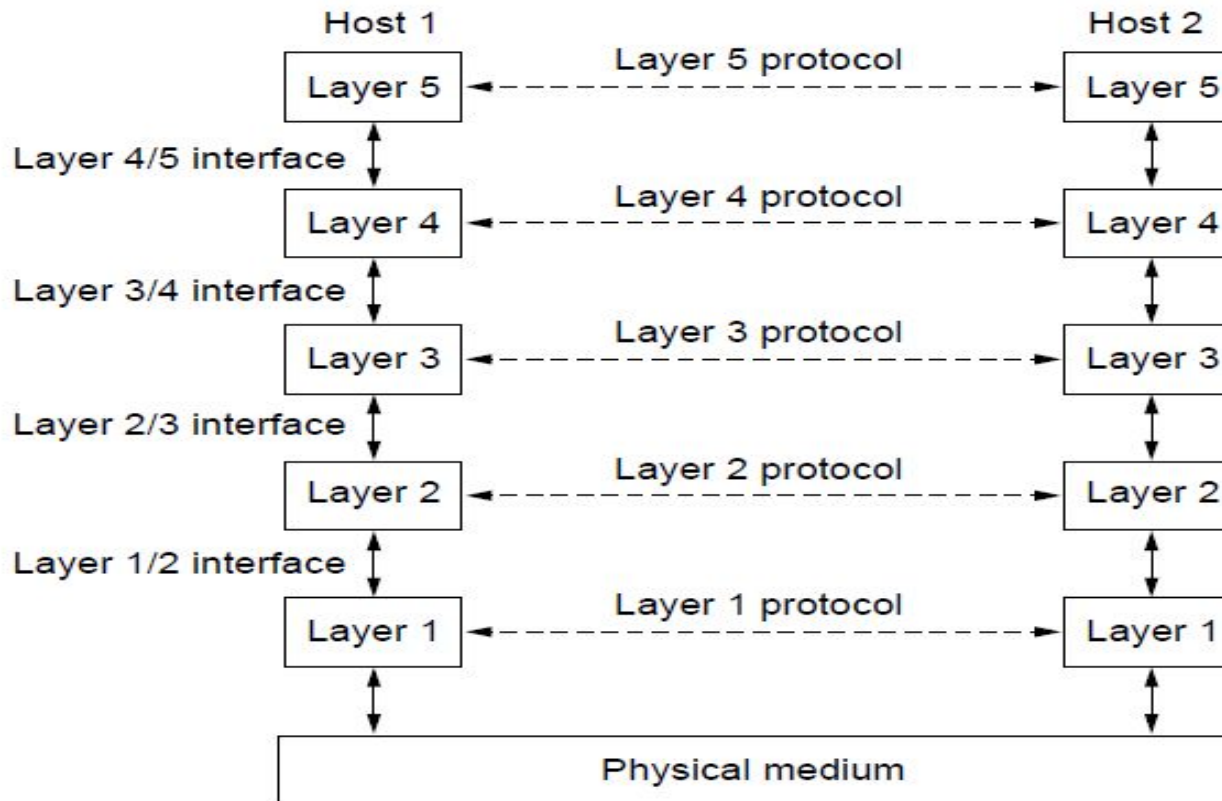 Host 1
Host 2
Layer 5
Layer 5 protocol
Layer 5
Layer 4/5 interface
Layer 4
Layer 4 protocol
Layer 4
Layer 3/4 interface
Layer 3
Layer 3 protocol
Layer 3
Layer 2/3 interface
Layer 2
Layer 2 protocol
Layer 2
Layer 1/2 interface
Layer 1
Layer 1 protocol
Layer 1
Physical medium